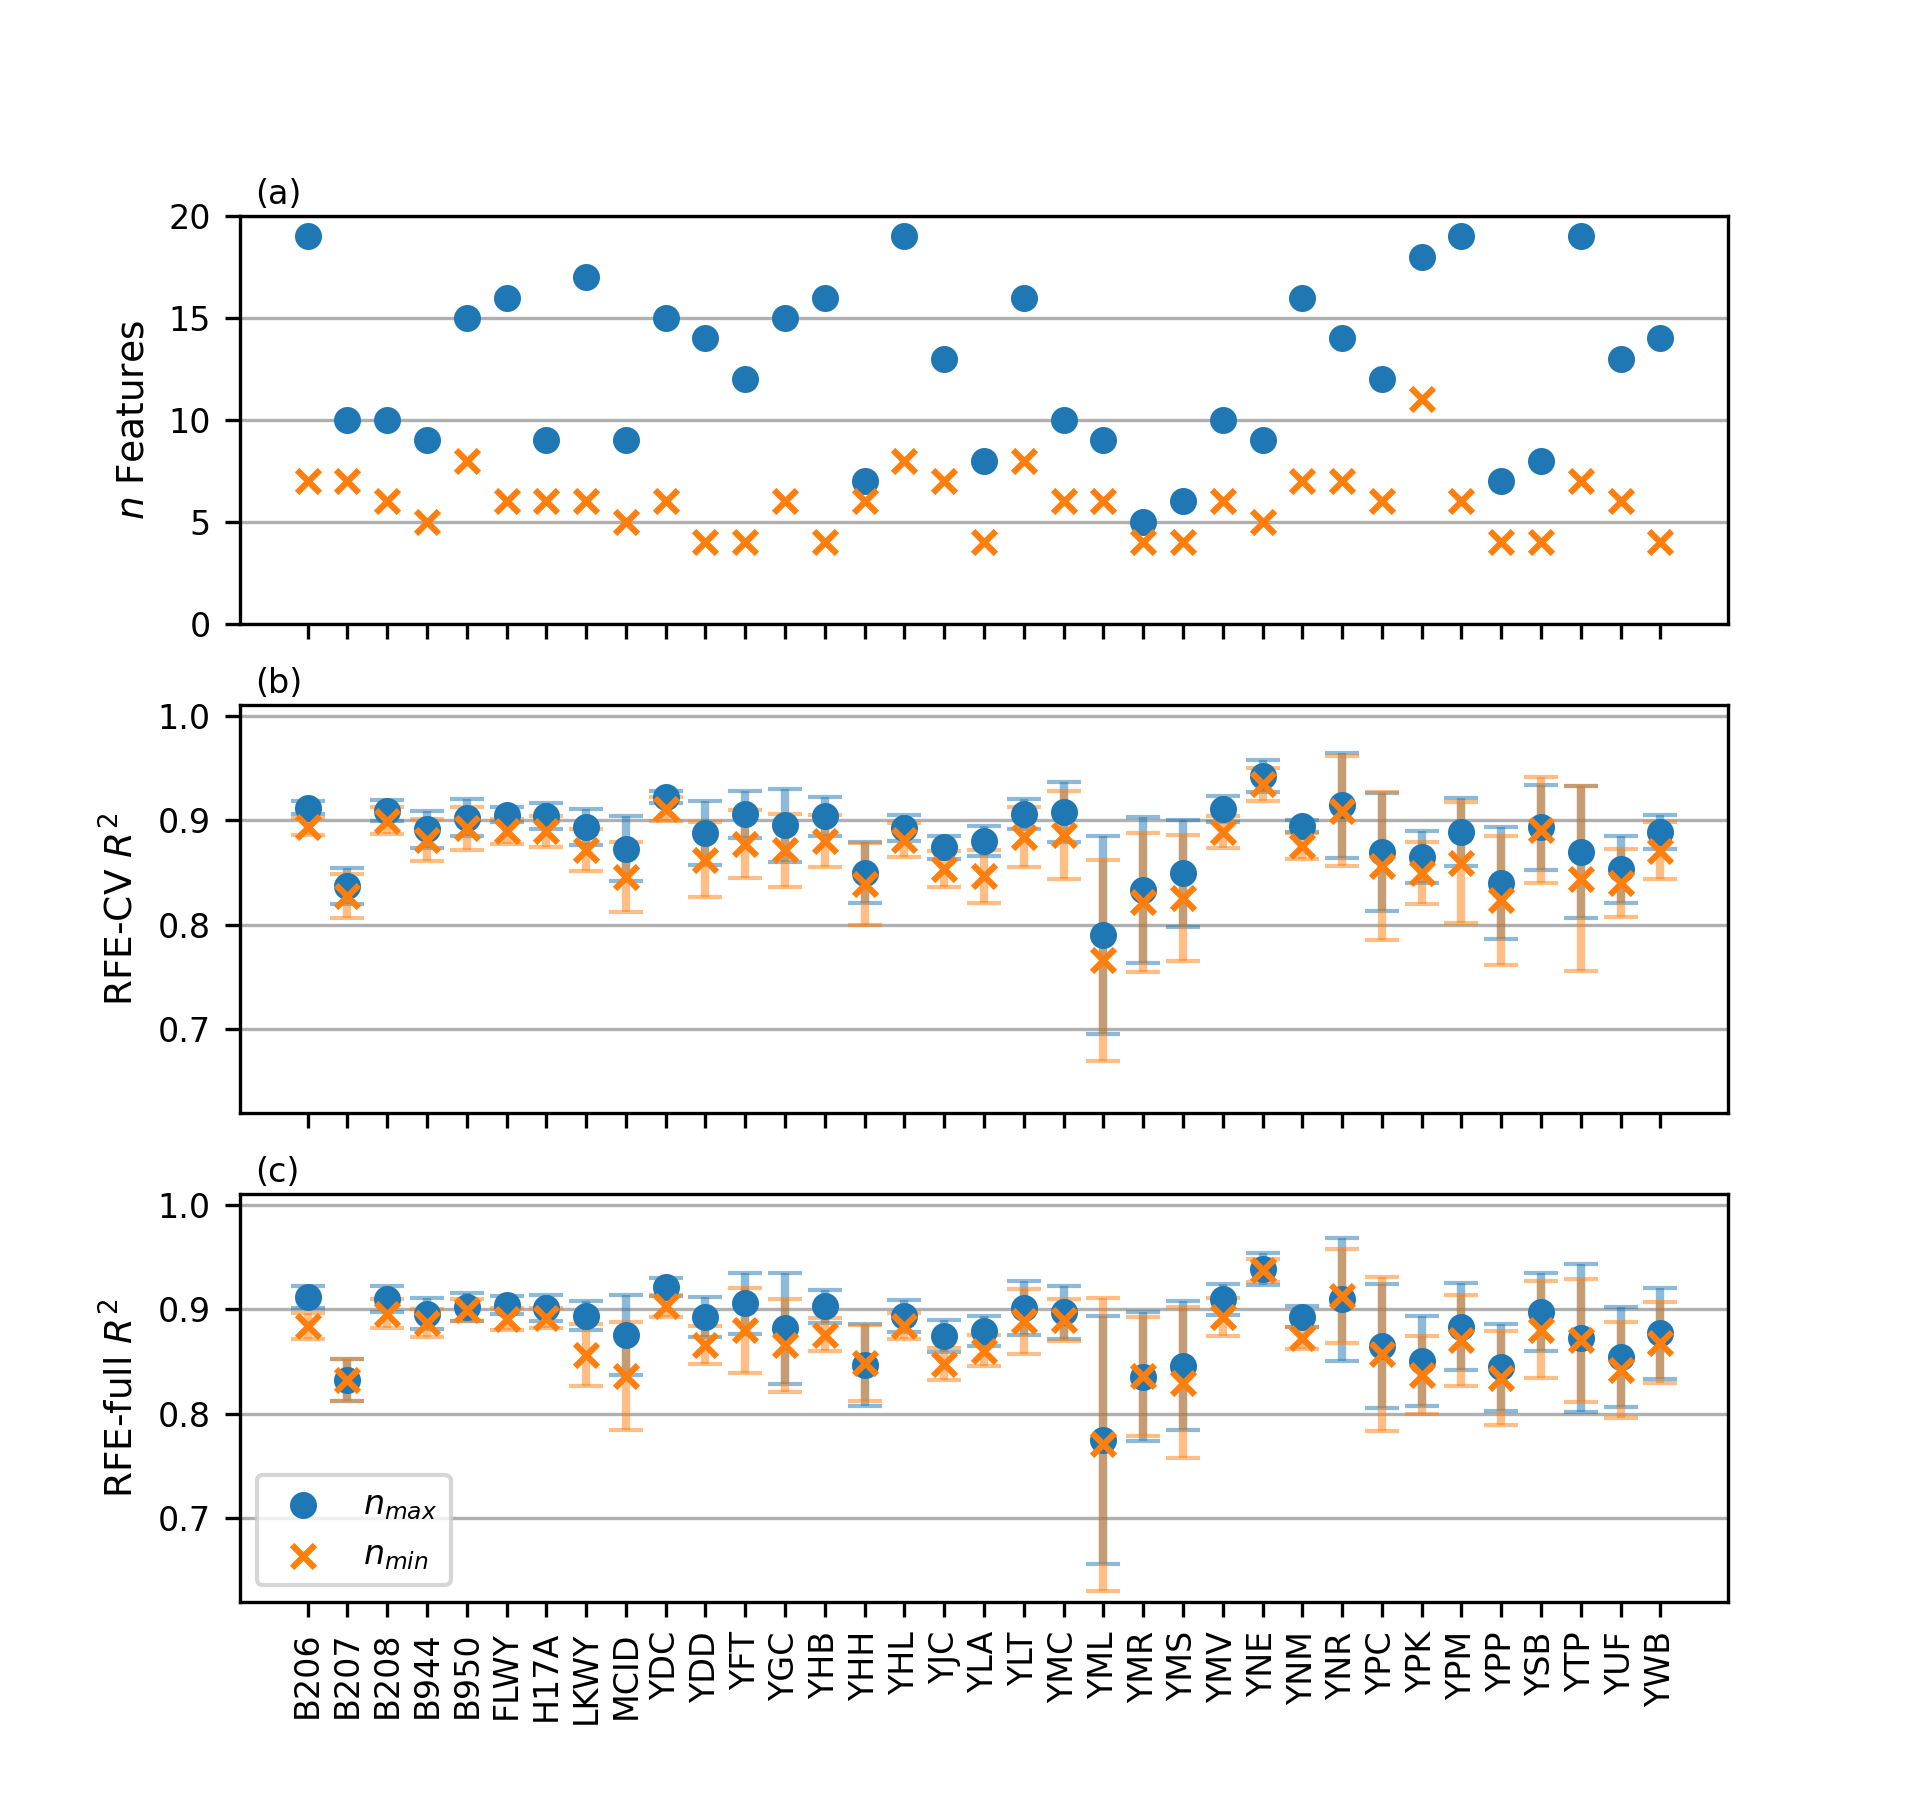 (a)
20
15
10
5
0
n Features
(b)
1.0
0.9
0.8
0.7
RFE-CV R²
(c)
1.0
0.9
0.8
0.7
RFE-full R²
n_max
n_min
B206 B207 B208 B944 B950 FLWY H17A LKWY MCID YDC YDD YFT YGC YHB YHH YHL YJC YLA YLT YMC YML YMR YMS YMV YNE YNM YNR YPC YPK YPM YPP YSB YTP YUF YWB